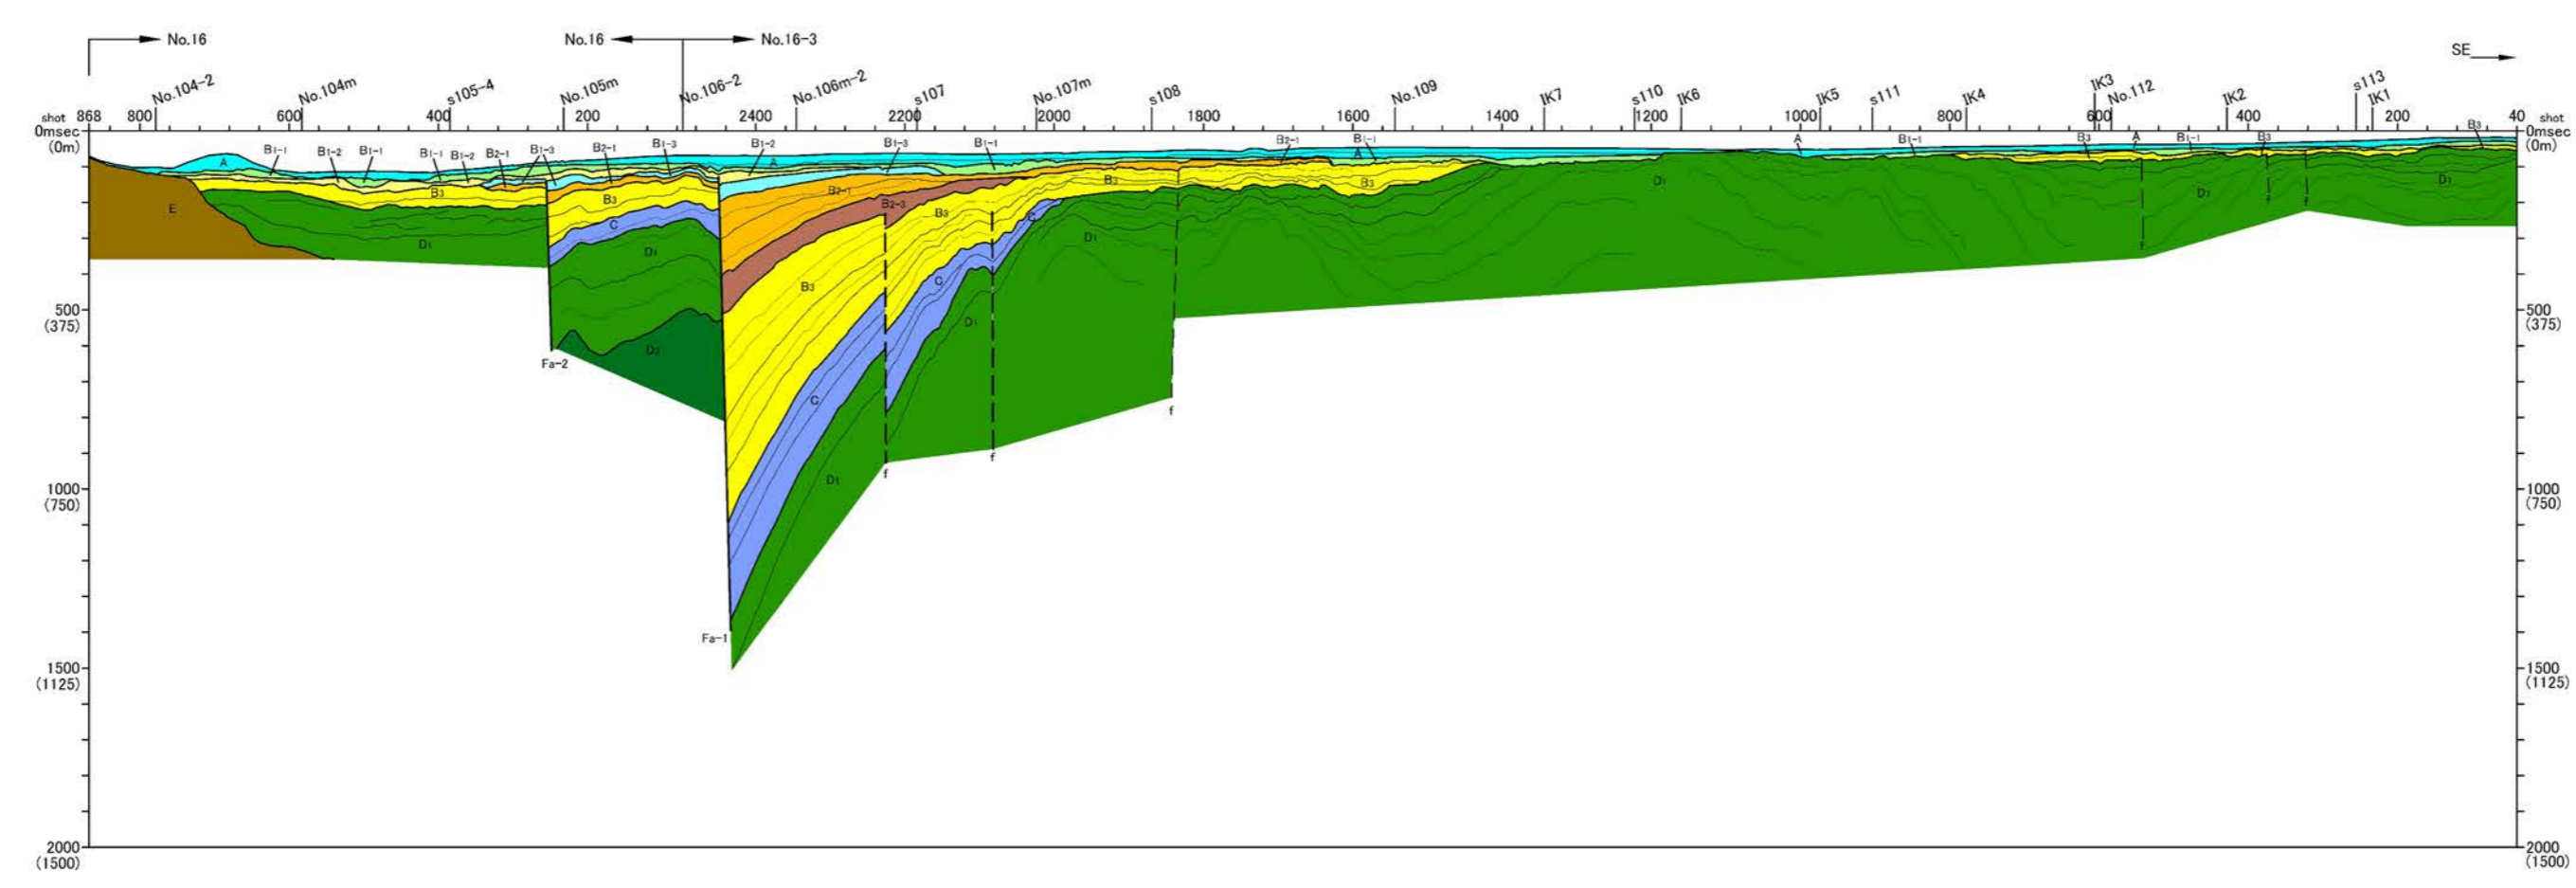 No.16
No.16
No.16-3
SE
No.104-2
No.104m
s105-4
No.105m
No.106-2
No.106m-2
s107
No.107m
s108
No.109
IK7
s110
IK6
IK5
s111
IK4
IK3
No.112
IK2
s113
IK1
shot 868 800 600 400 200 2400 2200 2000 1800 1600 1400 1200 1000 800 600 400 200 40 shot
0msec
(0m)
0msec
(0m)
B1-1 B1-2 B1-1 B1-1 B1-2 B2-1 B1-3 B2-1 B1-3 B1-2 B1-3 B1-1 B2-1 B1-1 A B1-1 B3 A B1-1 B3 B3
A A A
E B3 B3 B2-1 B2-3 B3 B3 B3
D1 C D1 C D1 D1 D1 D1
B3 C D1
D2 C
D1
Fa-2
f f f f f f
Fa-1
500
(375)
500
(375)
1000
(750)
1000
(750)
1500
(1125)
1500
(1125)
2000
(1500)
2000
(1500)